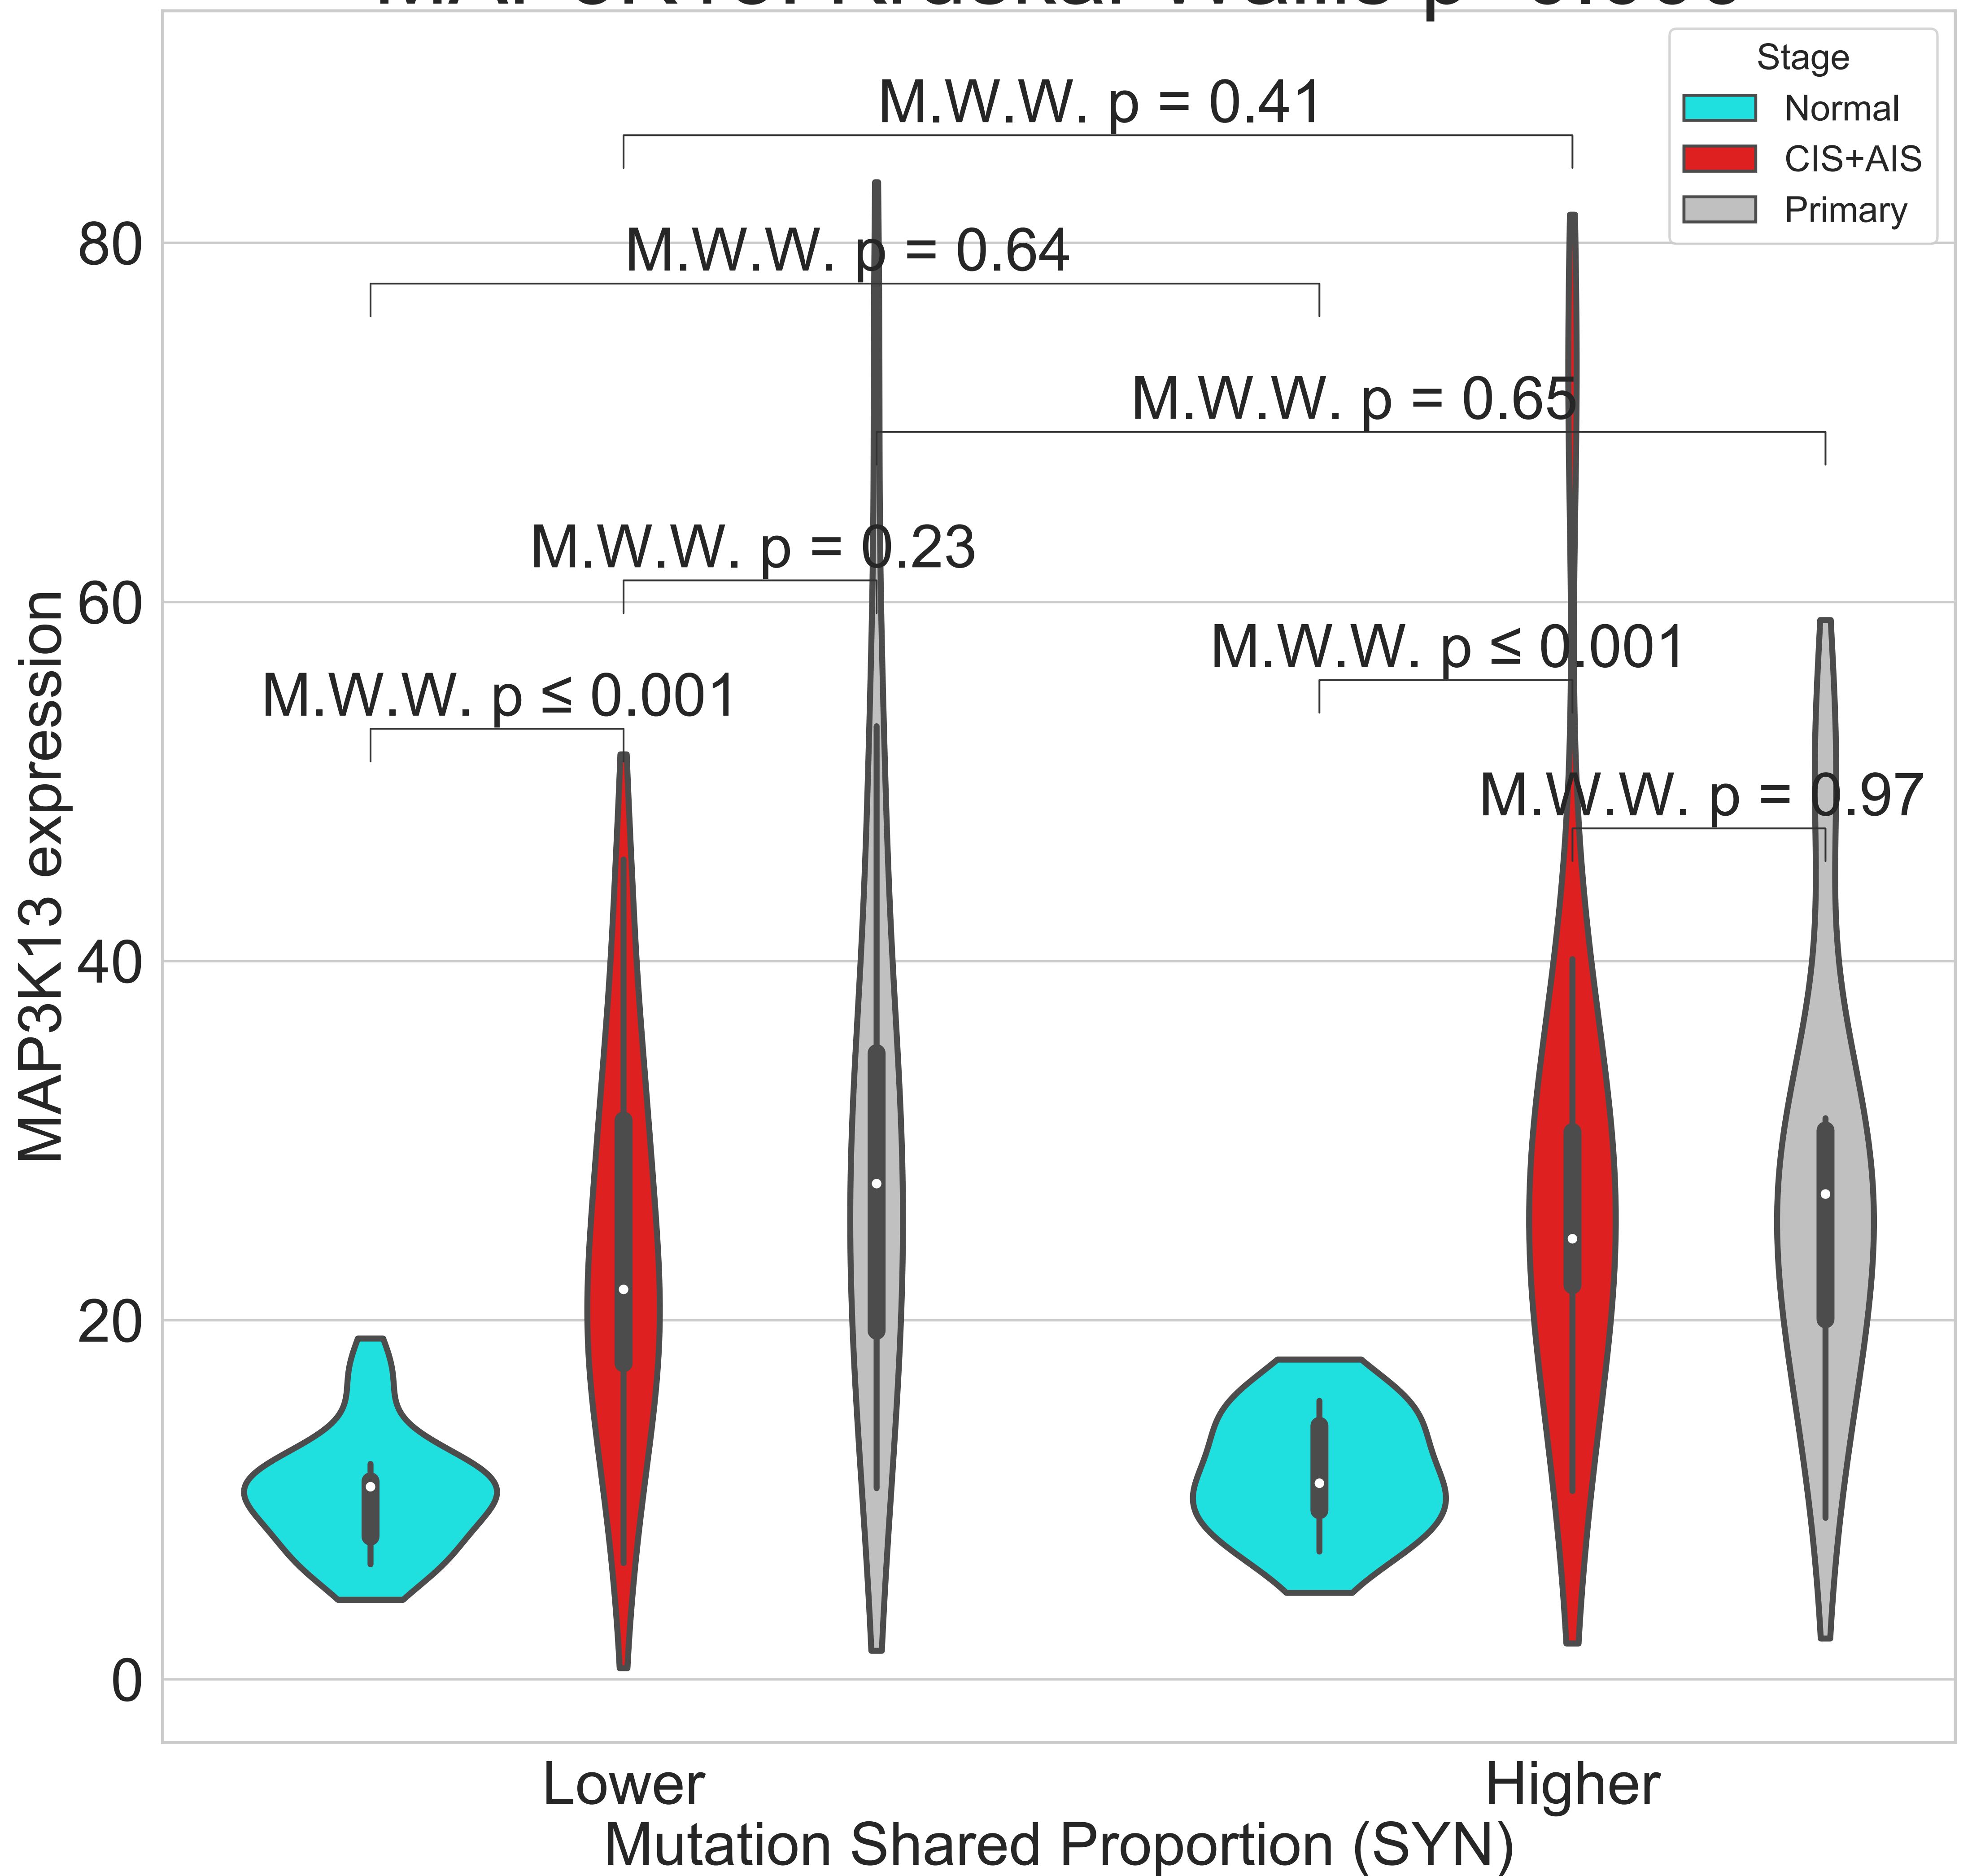 Stage
Normal
CIS+AIS
Primary
M.W.W. p = 0.41
M.W.W. p = 0.64
M.W.W. p = 0.65
M.W.W. p = 0.23
M.W.W. p ≤ 0.001
M.W.W. p ≤ 0.001
M.W.W. p = 0.97
80
60
40
20
0
MAP3K13 expression
Lower
Higher
Mutation Shared Proportion (SYN)